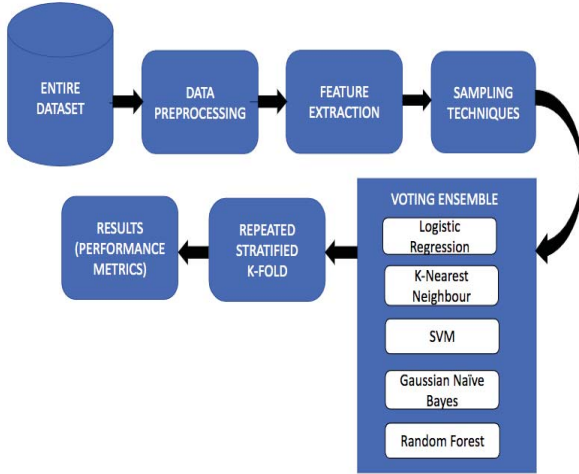 ENTIRE
DATASET
DATA
PREPROCESSING
FEATURE
EXTRACTION
SAMPLING
TECHNIQUES
VOTING ENSEMBLE
Logistic
Regression
K-Nearest
Neighbour
SVM
Gaussian Naïve
Bayes
Random Forest
REPEATED
STRATIFIED
K-FOLD
RESULTS
(PERFORMANCE
METRICS)